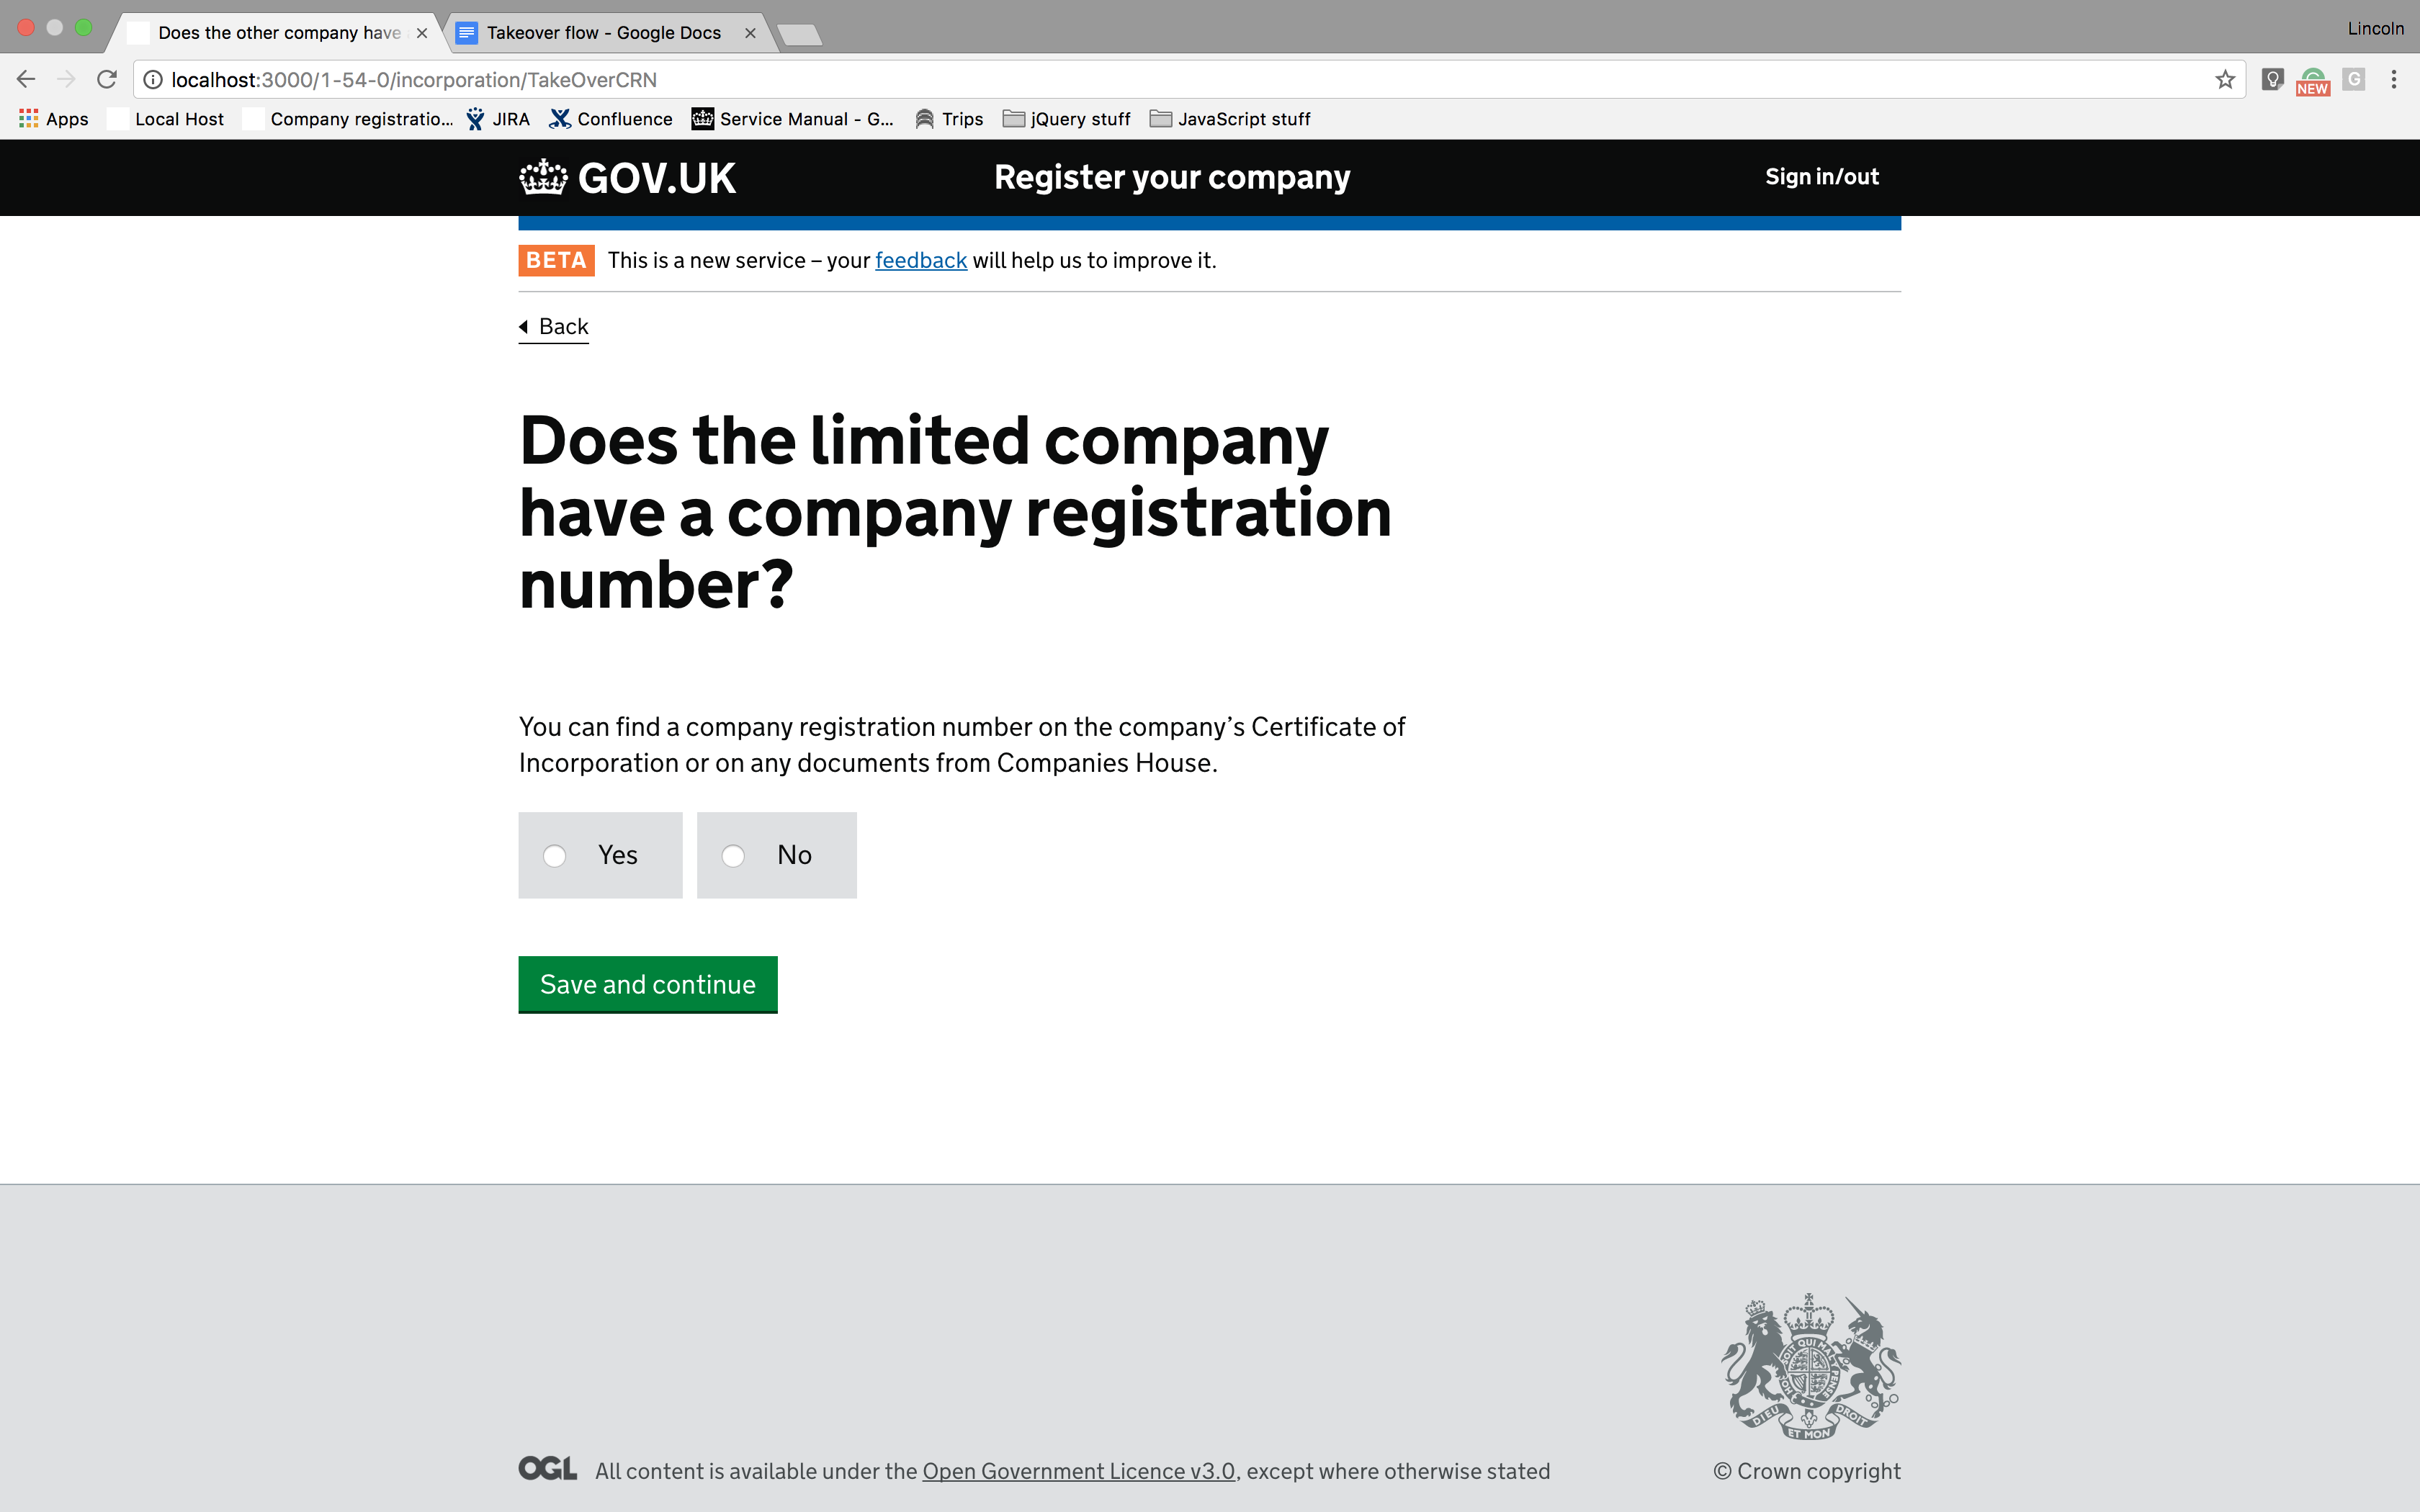 Does the other company have
Takeover flow - Google Docs
Lincoln
localhost:3000/1-54-0/incorporation/TakeOverCRN
NEW
G
Apps
Local Host
Company registratio...
JIRA
Confluence
Service Manual - G...
Trips
jQuery stuff
JavaScript stuff
GOV.UK
Register your company
Sign in/out
BETA This is a new service – your feedback will help us to improve it.
Back
Does the limited company
have a company registration
number?
You can find a company registration number on the company’s Certificate of
Incorporation or on any documents from Companies House.
Yes
No
Save and continue
DIEU ET MON DROIT
OGL All content is available under the Open Government Licence v3.0, except where otherwise stated
© Crown copyright